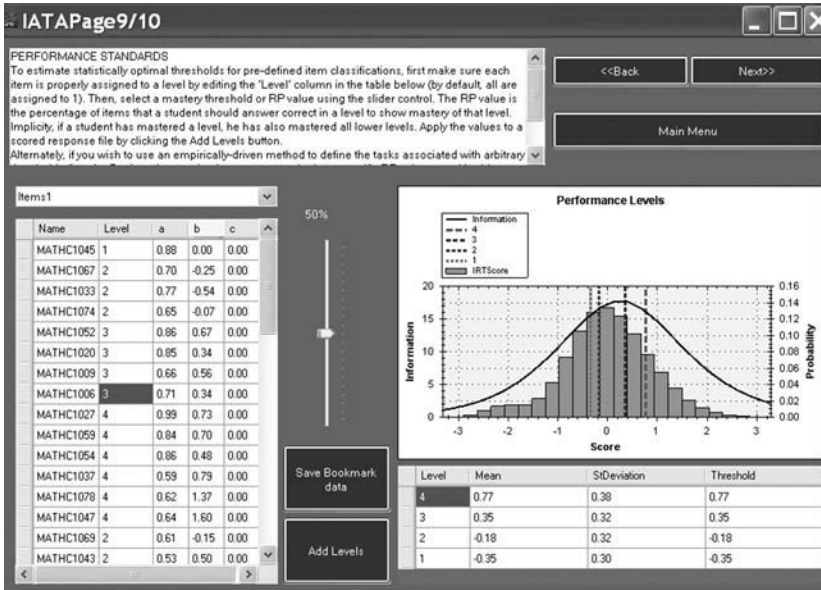 IATAPage9/10
PERFORMANCE STANDARDS
To estimate statistically optimal thresholds for pre-defined item classifications, first make sure each
item is properly assigned to a level by editing the 'Level' column in the table below (by default, all are
assigned to 1). Then, select a mastery threshold or RP value using the slider control. The RP value is
the percentage of items that a student should answer correct in a level to show mastery of that level.
Implicity, if a student has mastered a level, he has also mastered all lower levels. Apply the values to a
scored response file by clicking the Add Levels button.
Alternately, if you wish to use an empirically-driven method to define the tasks associated with arbitrary
<<Back
Next>>
Main Menu
Items1
Name Level a b c
MATHC1045 1 0.88 0.00 0.00
MATHC1067 2 0.70 -0.25 0.00
MATHC1033 2 0.77 -0.54 0.00
MATHC1074 2 0.65 -0.07 0.00
MATHC1052 3 0.86 0.67 0.00
MATHC1020 3 0.85 0.34 0.00
MATHC1009 3 0.66 0.56 0.00
MATHC1006 3 0.71 0.34 0.00
MATHC1027 4 0.99 0.73 0.00
MATHC1059 4 0.84 0.70 0.00
MATHC1054 4 0.86 0.48 0.00
MATHC1037 4 0.59 0.79 0.00
MATHC1078 4 0.62 1.37 0.00
MATHC1047 4 0.64 1.60 0.00
MATHC1069 2 0.61 -0.15 0.00
MATHC1043 2 0.53 0.50 0.00
50%
Save Bookmark
data
Add Levels
Performance Levels
Information
4
3
2
1
IRTScore
Information
20
15
10
5
0
0.16
0.14
0.12
0.10
0.08
0.06
0.04
0.02
0.00
Probability
-3 -2 -1 0 1 2 3
Score
Level Mean StDeviation Threshold
4 0.77 0.38 0.77
3 0.35 0.32 0.35
2 -0.18 0.32 -0.18
1 -0.35 0.30 -0.35